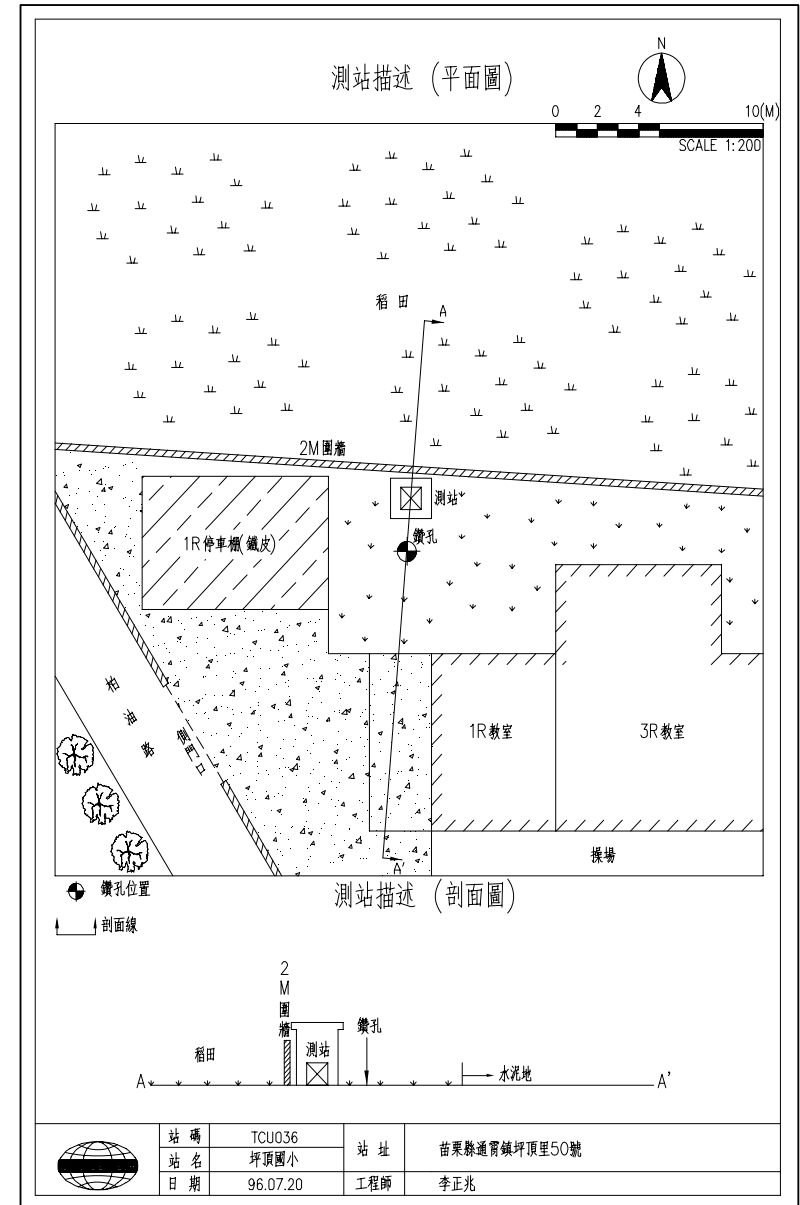 測站描述 (平面圖)
N
0 2 4 10(M)
SCALE 1:200
稻田
A
2M圍牆
測站
1R停車棚(鐵皮)
鑽孔
柏油路
側門口
1R教室
3R教室
操場
A'
鑽孔位置
剖面線
測站描述 (剖面圖)
2M圍牆
鑽孔
測站
稻田
水泥地
A
A'
站碼 TCU036
站名 坪頂國小
站址 苗栗縣通霄鎮坪頂里50號
日期 96.07.20
工程師 李正兆